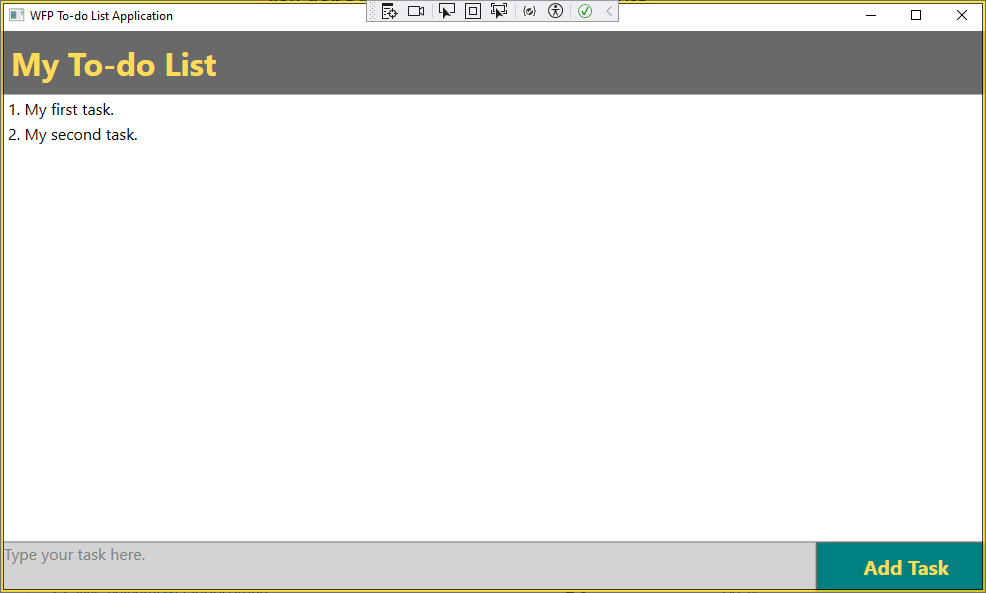 WFP To-do List Application
My To-do List
1. My first task.
2. My second task.
Type your task here.
Add Task